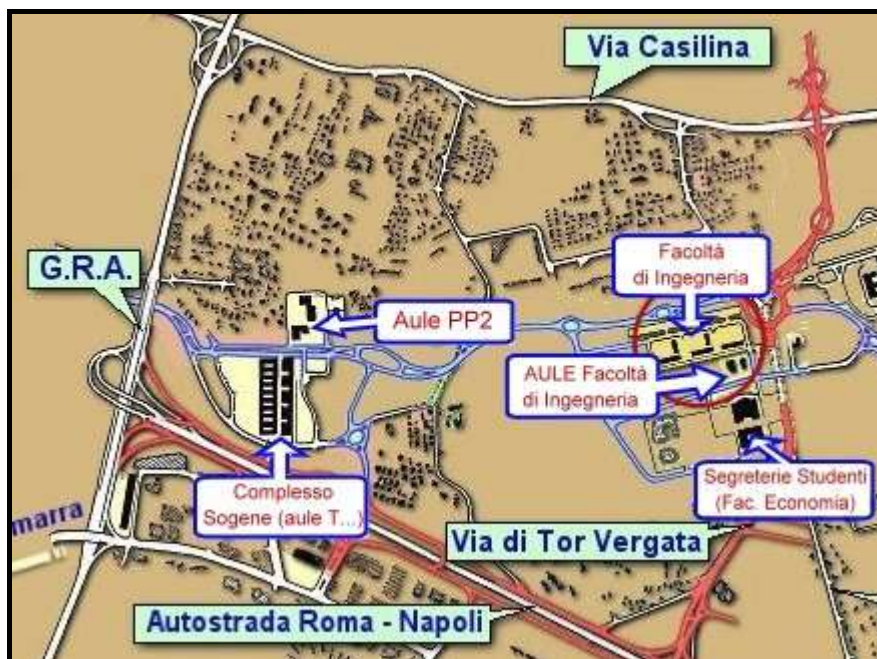 Via Casilina
G.R.A.
Facoltà
di Ingegneria
Aule PP2
AULE Facoltà
di Ingegneria
Complesso
Sogene (aule T...)
Segreterie Studenti
(Fac. Economia)
marra
Via di Tor Vergata
Autostrada Roma - Napoli